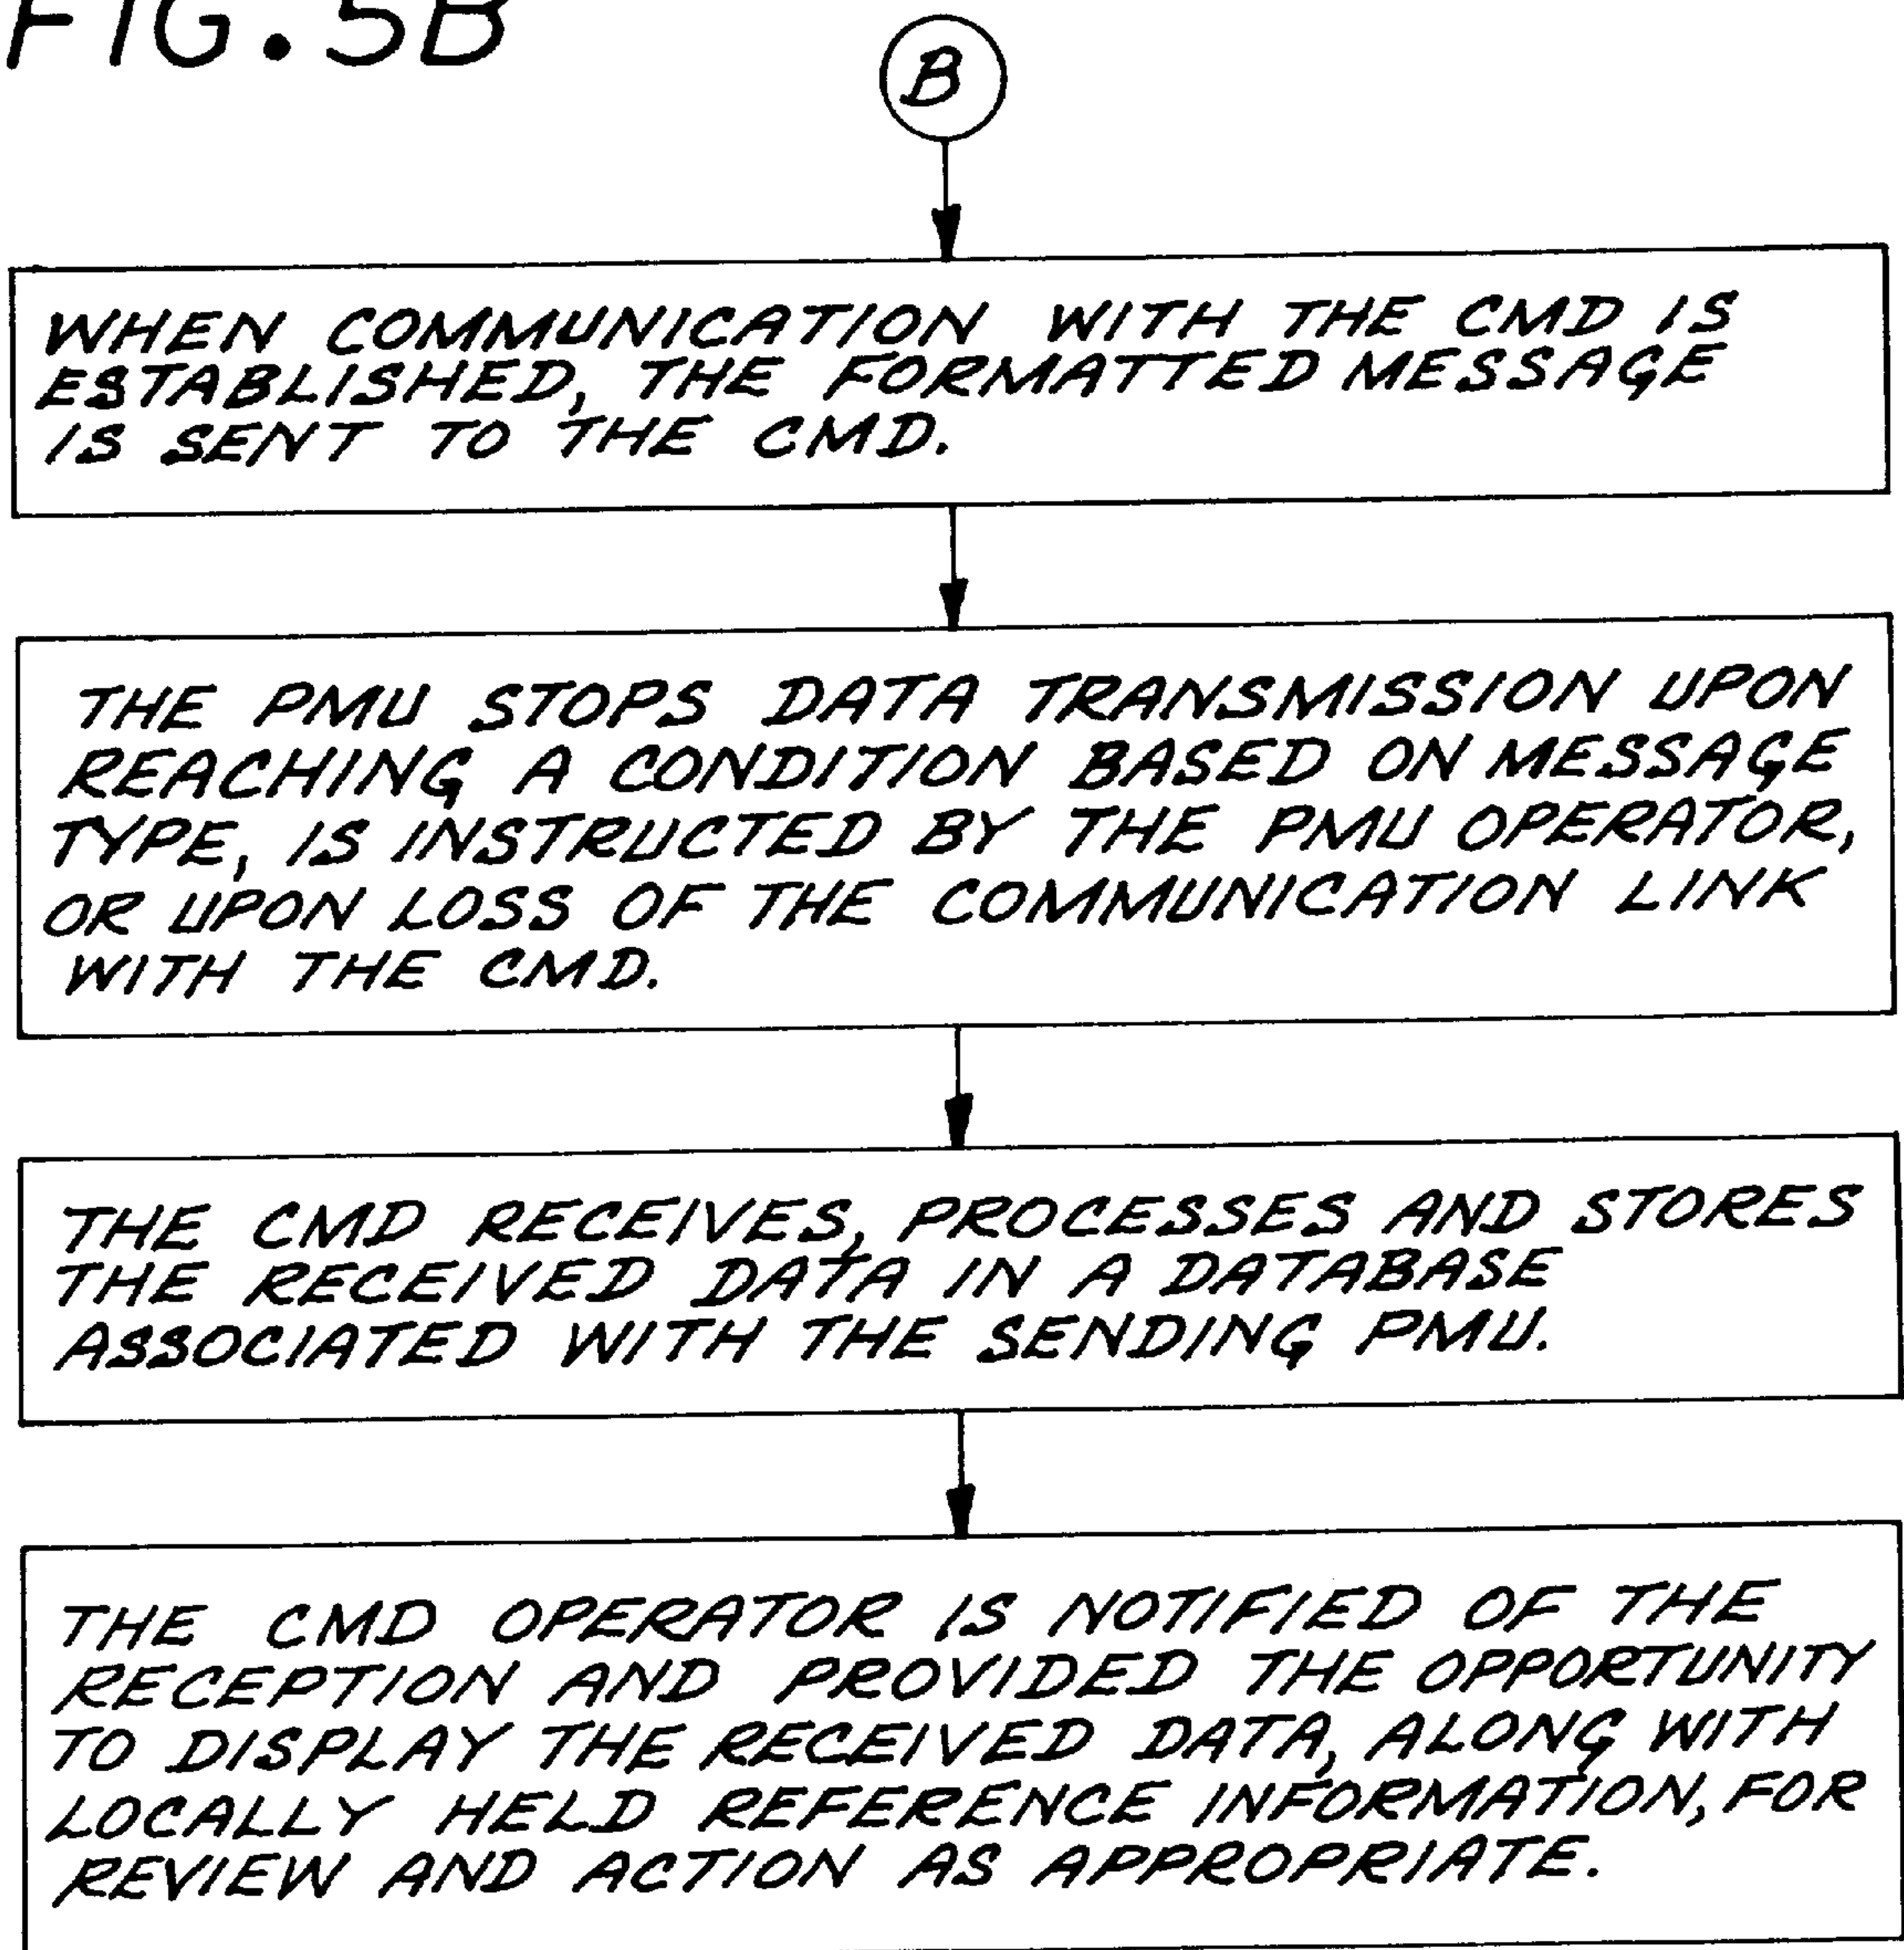 FIG. 5B
B
WHEN COMMUNICATION WITH THE CMD IS
ESTABLISHED, THE FORMATTED MESSAGE
IS SENT TO THE CMD.
THE PMU STOPS DATA TRANSMISSION UPON
REACHING A CONDITION BASED ON MESSAGE
TYPE, IS INSTRUCTED BY THE PMU OPERATOR,
OR UPON LOSS OF THE COMMUNICATION LINK
WITH THE CMD.
THE CMD RECEIVES, PROCESSES AND STORES
THE RECEIVED DATA IN A DATABASE
ASSOCIATED WITH THE SENDING PMU.
THE CMD OPERATOR IS NOTIFIED OF THE
RECEPTION AND PROVIDED THE OPPORTUNITY
TO DISPLAY THE RECEIVED DATA, ALONG WITH
LOCALLY HELD REFERENCE INFORMATION, FOR
REVIEW AND ACTION AS APPROPRIATE.